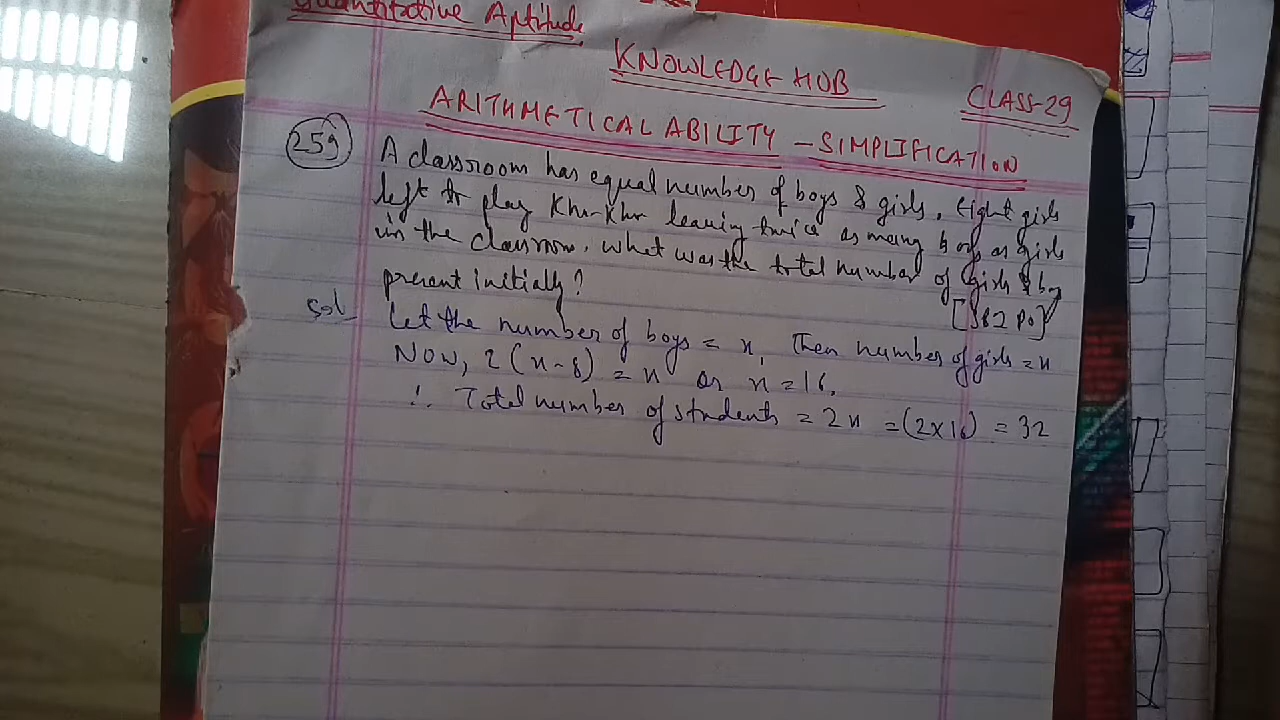 Quantitative Aptitude
KNOWLEDGE HUB
CLASS-29
ARITHMETICAL ABILITY - SIMPLIFICATION
259 A classroom has equal number of boys & girls. Eight girls
left to play Kho-Kho leaving twice as many boys as girls
in the classroom. What was the total number of girls & boy
present initially?
[SBI PO]
Sol Let the number of boys = x, Then number of girls = x
NOW, 2(x-8) = x or x = 16.
∴ Total number of students = 2x = (2x16) = 32